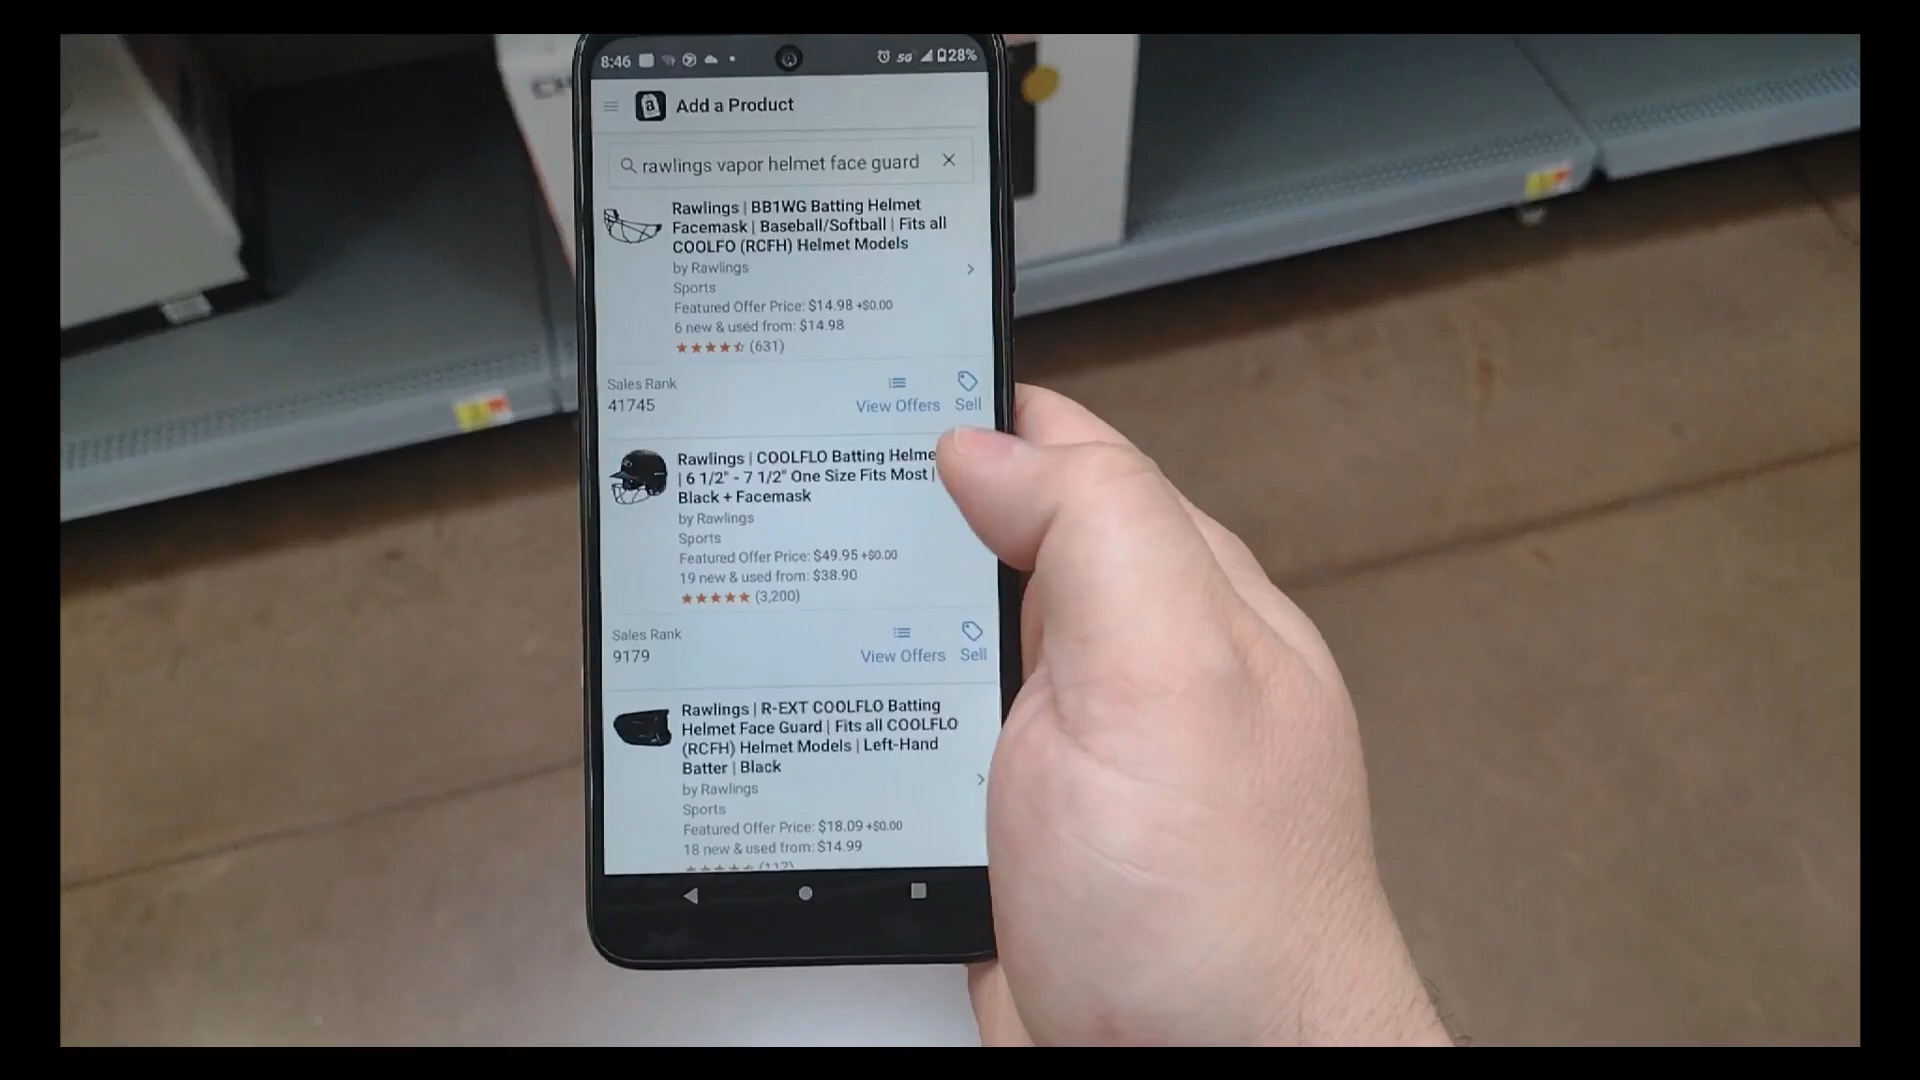 8:46
5G
28%
Add a Product
rawlings vapor helmet face guard
Rawlings | BB1WG Batting Helmet
Facemask | Baseball/Softball | Fits all
COOLFO (RCFH) Helmet Models
by Rawlings
Sports
Featured Offer Price: $14.98 +$0.00
6 new & used from: $14.98
(631)
Sales Rank
41745
View Offers
Sell
Rawlings | COOLFLO Batting Helme
| 6 1/2" - 7 1/2" One Size Fits Most |
Black + Facemask
by Rawlings
Sports
Featured Offer Price: $49.95 +$0.00
19 new & used from: $38.90
(3,200)
Sales Rank
9179
View Offers
Sell
Rawlings | R-EXT COOLFLO Batting
Helmet Face Guard | Fits all COOLFLO
(RCFH) Helmet Models | Left-Hand
Batter | Black
by Rawlings
Sports
Featured Offer Price: $18.09 +$0.00
18 new & used from: $14.99